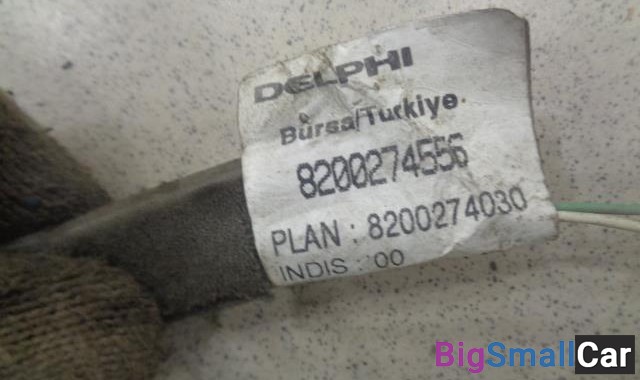 DELPHI
Bursa/Turkiye
8200274556
PLAN : 8200274030
INDIS : 00
BigSmallCar